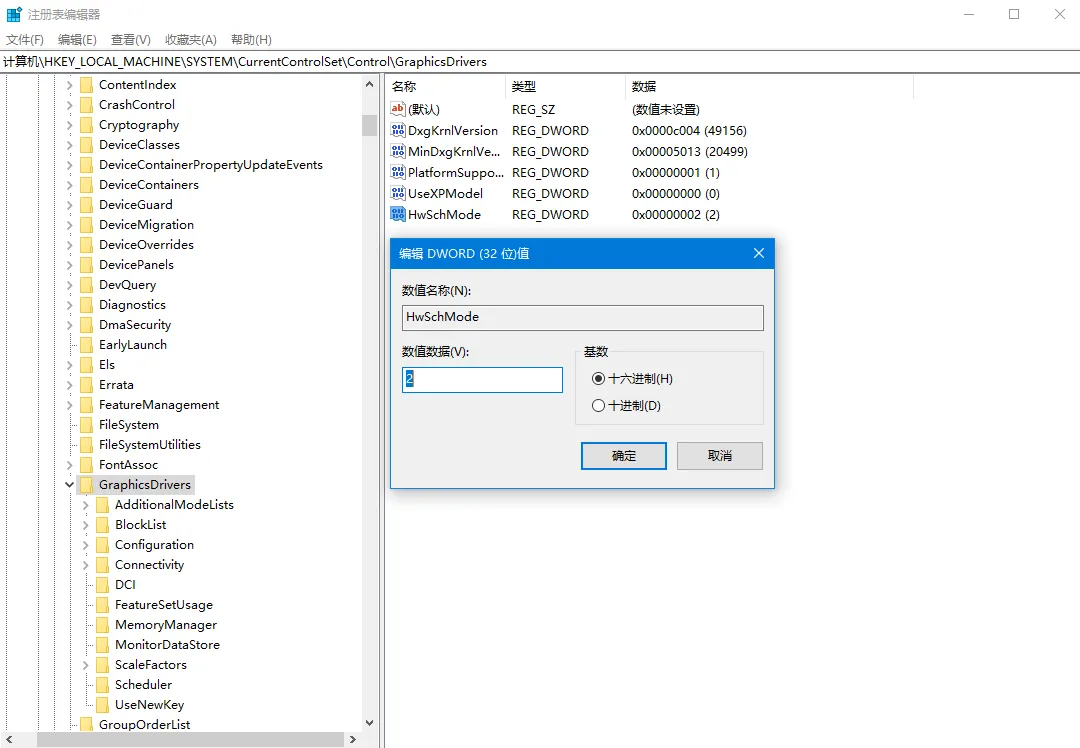 注册表编辑器
文件(F) 编辑(E) 查看(V) 收藏夹(A) 帮助(H)
计算机\HKEY_LOCAL_MACHINE\SYSTEM\CurrentControlSet\Control\GraphicsDrivers
ContentIndex
CrashControl
Cryptography
DeviceClasses
DeviceContainerPropertyUpdateEvents
DeviceContainers
DeviceGuard
DeviceMigration
DeviceOverrides
DevicePanels
DevQuery
Diagnostics
DmaSecurity
EarlyLaunch
Els
Errata
FeatureManagement
FileSystem
FileSystemUtilities
FontAssoc
GraphicsDrivers
AdditionalModeLists
BlockList
Configuration
Connectivity
DCI
FeatureSetUsage
MemoryManager
MonitorDataStore
ScaleFactors
Scheduler
UseNewKey
GroupOrderList
名称 类型 数据
(默认) REG_SZ (数值未设置)
DxgKrnlVersion REG_DWORD 0x0000c004 (49156)
MinDxgKrnlVe... REG_DWORD 0x00005013 (20499)
PlatformSuppo... REG_DWORD 0x00000001 (1)
UseXPModel REG_DWORD 0x00000000 (0)
HwSchMode REG_DWORD 0x00000002 (2)
编辑 DWORD (32 位)值
数值名称(N):
HwSchMode
数值数据(V):
2
基数
十六进制(H)
十进制(D)
确定 取消